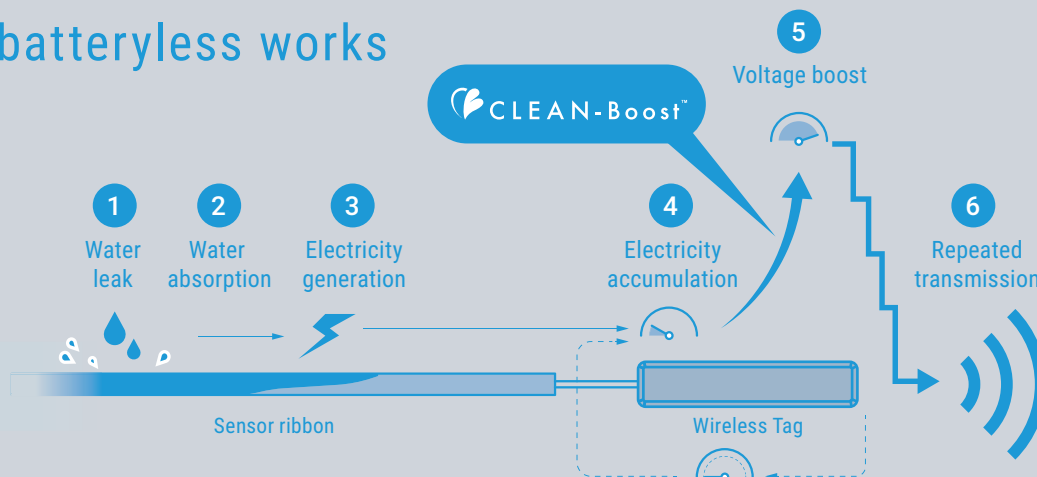 batteryless works
5
Voltage boost
CLEAN-Boost™
1
Water
leak
2
Water
absorption
3
Electricity
generation
4
Electricity
accumulation
6
Repeated
transmission
Sensor ribbon
Wireless Tag